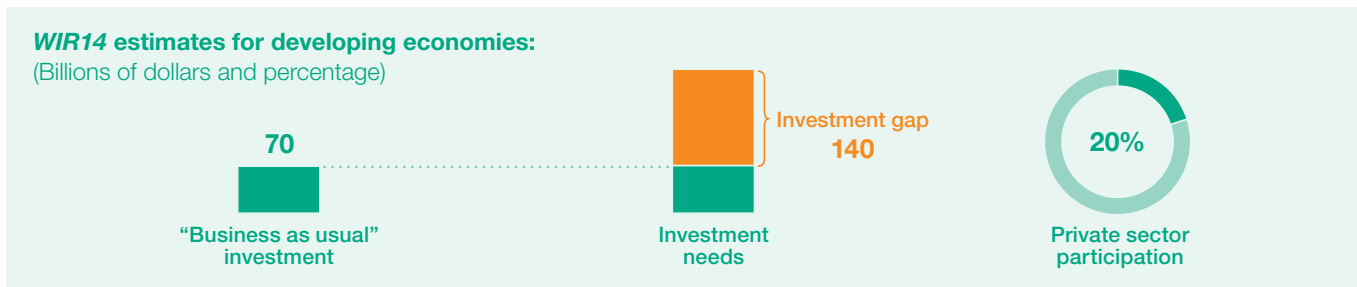 WIR14 estimates for developing economies:
(Billions of dollars and percentage)
70
Investment gap
140
20%
“Business as usual”
investment
Investment
needs
Private sector
participation